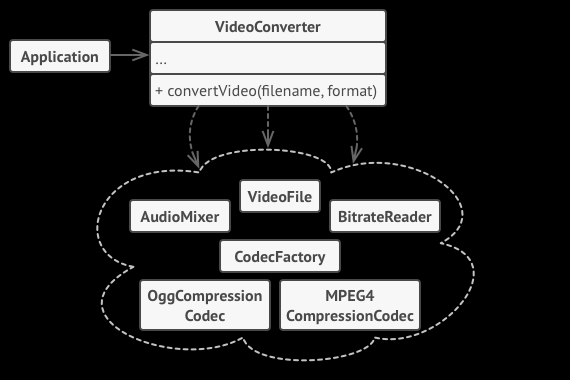 VideoConverter
Application
...
+ convertVideo(filename, format)
VideoFile
AudioMixer
BitrateReader
CodecFactory
OggCompression
Codec
MPEG4
CompressionCodec